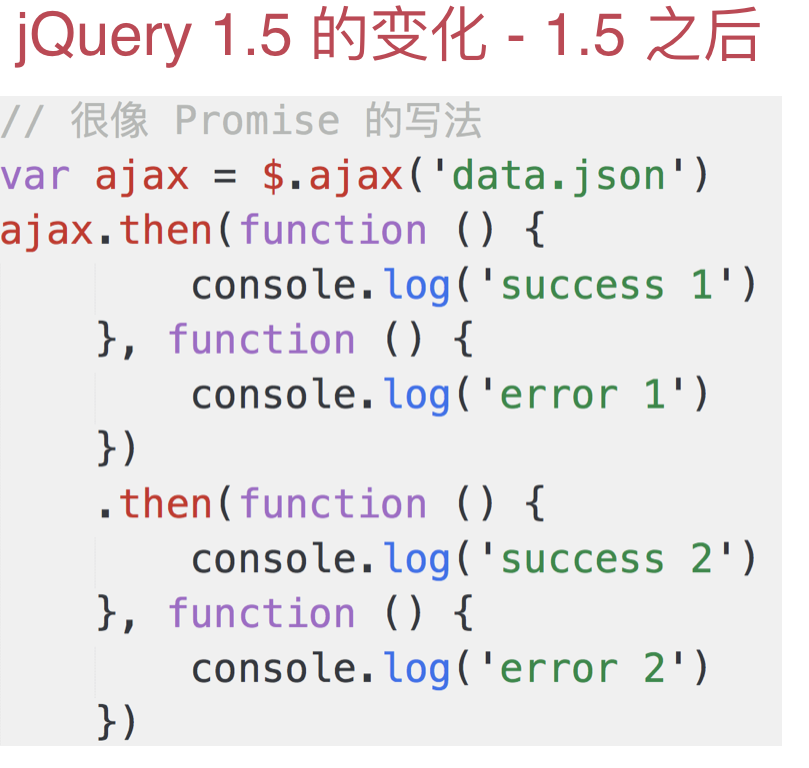 jQuery 1.5 的变化 - 1.5 之后
// 很像 Promise 的写法
var ajax = $.ajax('data.json')
ajax.then(function () {
        console.log('success 1')
    }, function () {
        console.log('error 1')
    })
    .then(function () {
        console.log('success 2')
    }, function () {
        console.log('error 2')
    })